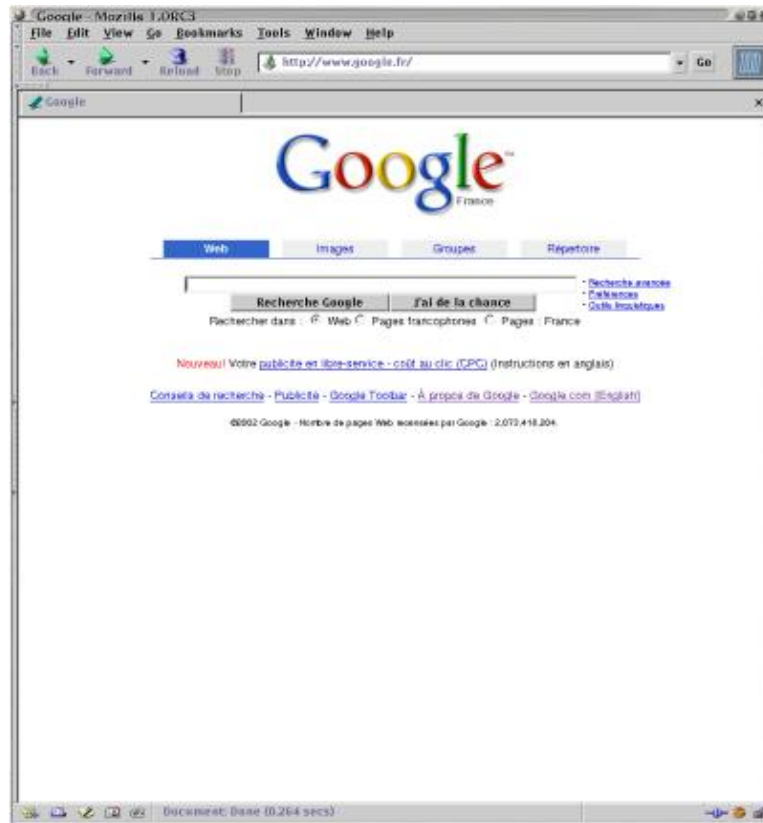 Google - Mozilla 1.0RC3
File Edit View Go Bookmarks Tools Window Help
Back Forward Reload Stop http://www.google.fr/ Go
Google
Google™
France
Web Images Groupes Répertoire
Recherche Google J'ai de la chance
· Recherche avancée
· Préférences
· Outils linguistiques
Rechercher dans : Web Pages francophones Pages : France
Nouveau! Votre publicité en libre-service - coût au clic (CPC) (Instructions en anglais)
Conseils de recherche - Publicité - Google Toolbar - À propos de Google - Google.com [English]
©2002 Google - Nombre de pages Web recensées par Google : 2,073,418,204.
Document: Done (0.264 secs)